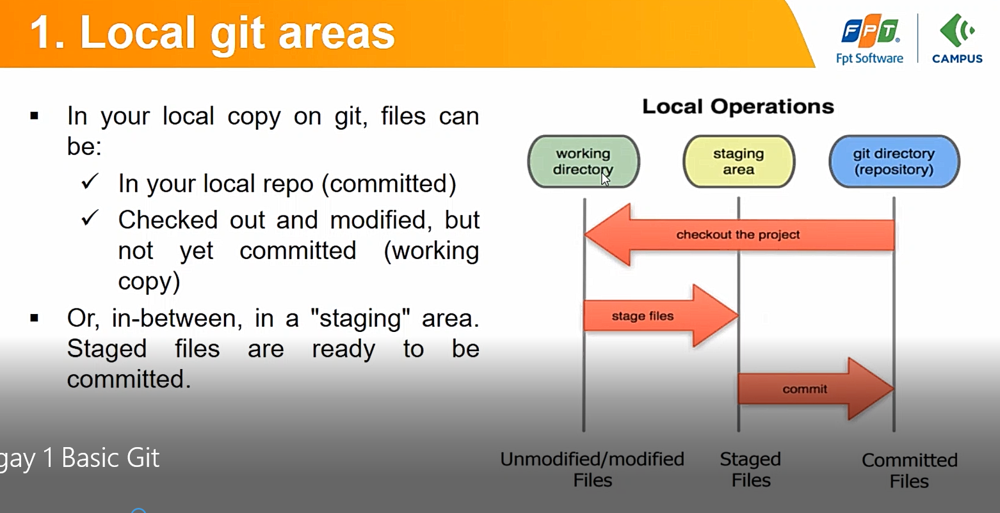 1. Local git areas
FPT
Fpt Software
CAMPUS
In your local copy on git, files can
be:
In your local repo (committed)
Checked out and modified, but
not yet committed (working
copy)
Or, in-between, in a "staging" area.
Staged files are ready to be
committed.
Local Operations
working
directory
staging
area
git directory
(repository)
checkout the project
stage files
commit
Unmodified/modified
Files
Staged
Files
Committed
Files
gay 1 Basic Git